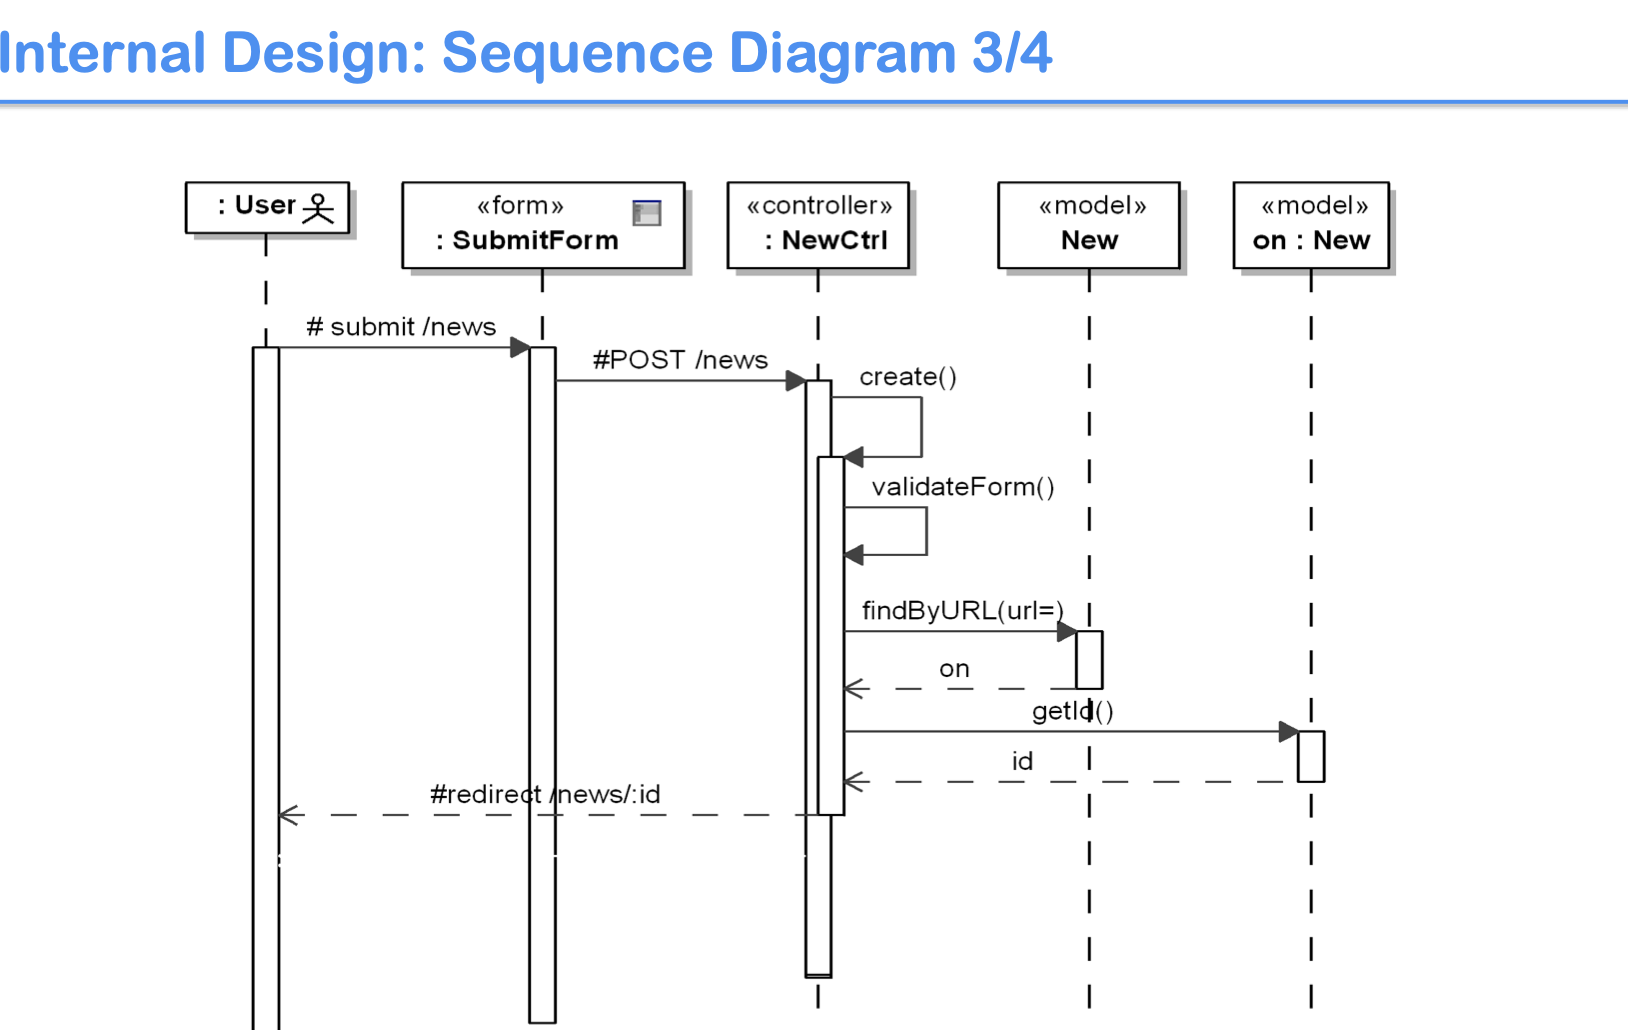 Internal Design: Sequence Diagram 3/4
: User
«form»
: SubmitForm
«controller»
: NewCtrl
«model»
New
«model»
on : New
# submit /news
#POST /news
create()
validateForm()
findByURL(url=)
on
getId()
id
#redirect /news/:id